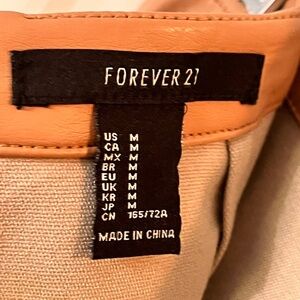 FOREVER 21
US M
CA M
MX M
BR M
EU M
UK M
KR M
JP M
CN 165/72A
MADE IN CHINA